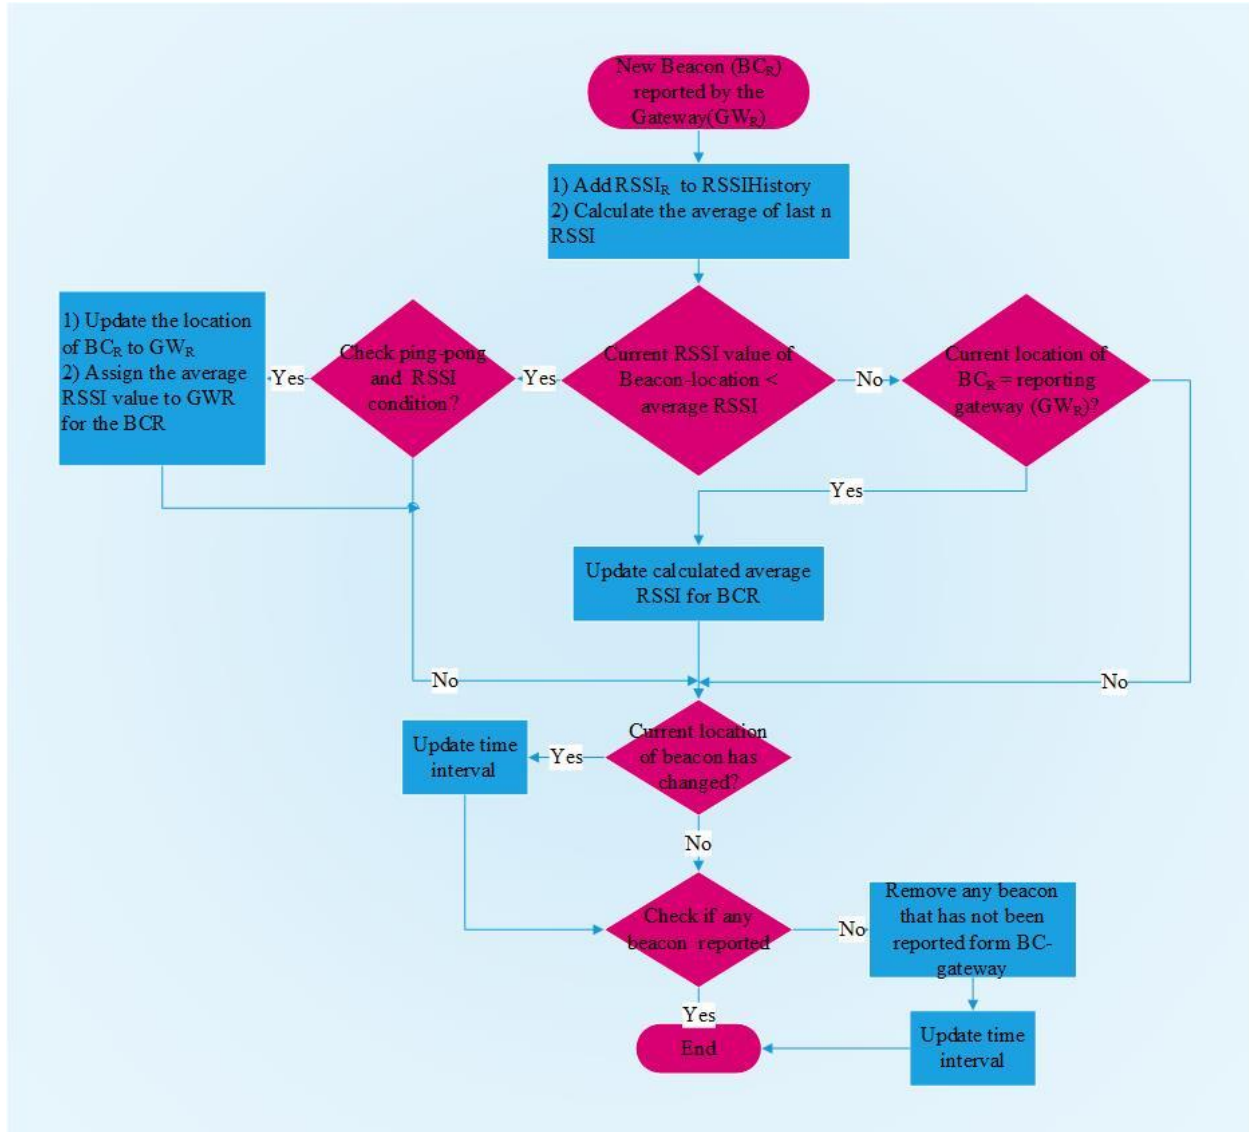 New Beacon (BCR)
reported by the
Gateway(GWR)
1) Add RSSIR to RSSIHistory
2) Calculate the average of last n
RSSI
1) Update the location
of BCR to GWR
2) Assign the average
RSSI value to GWR
for the BCR
Yes
Check ping-pong
and RSSI
condition?
Yes
Current RSSI value of
Beacon-location <
average RSSI
No
Current location of
BCR = reporting
gateway (GWR)?
Yes
Update calculated average
RSSI for BCR
No
No
Current location
of beacon has
changed?
Yes
Update time
interval
No
Check if any
beacon reported
No
Remove any beacon
that has not been
reported form BC-
gateway
Yes
End
Update time
interval